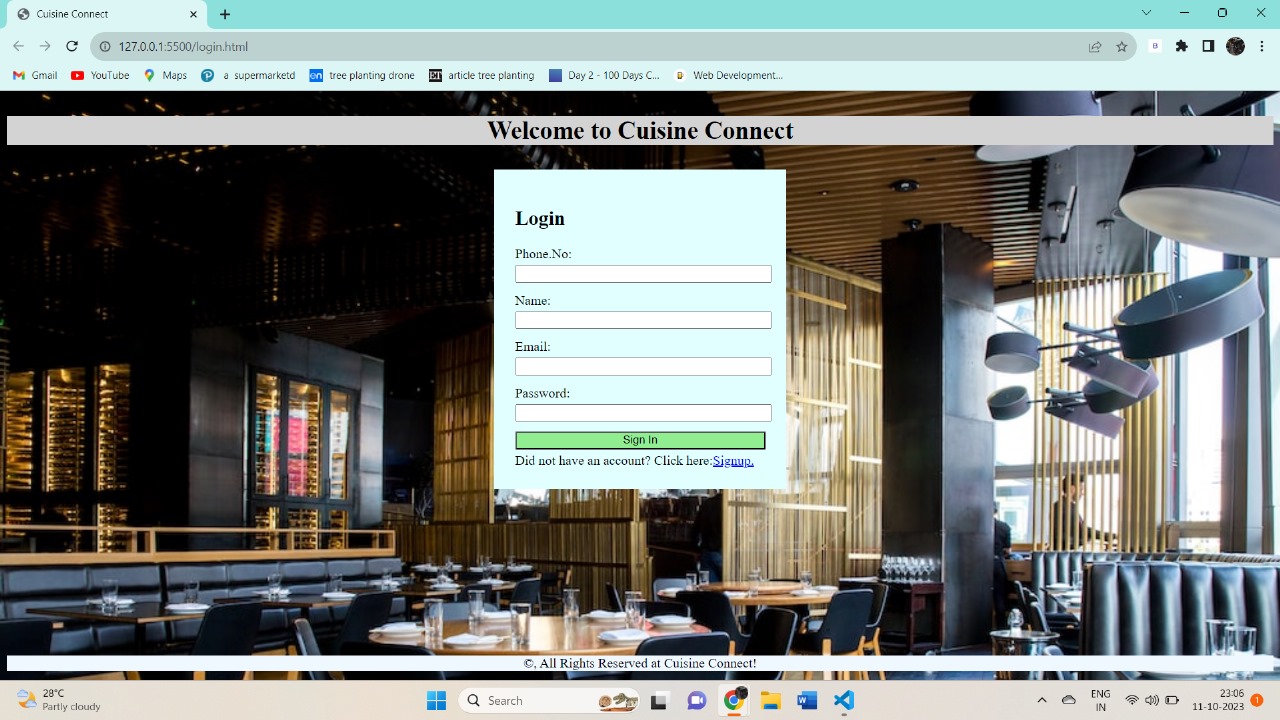 Cuisine Connect
127.0.0.1:5500/login.html
B
Gmail YouTube Maps a supermarketd en tree planting drone ET article tree planting Day 2 - 100 Days C... Web Development...
Welcome to Cuisine Connect
Login
Phone.No:
Name:
Email:
Password:
Sign In
Did not have an account? Click here:Signup.
©, All Rights Reserved at Cuisine Connect!
28°C
Partly cloudy
Search
W
ENG
IN
23:06
11-10-2023
1